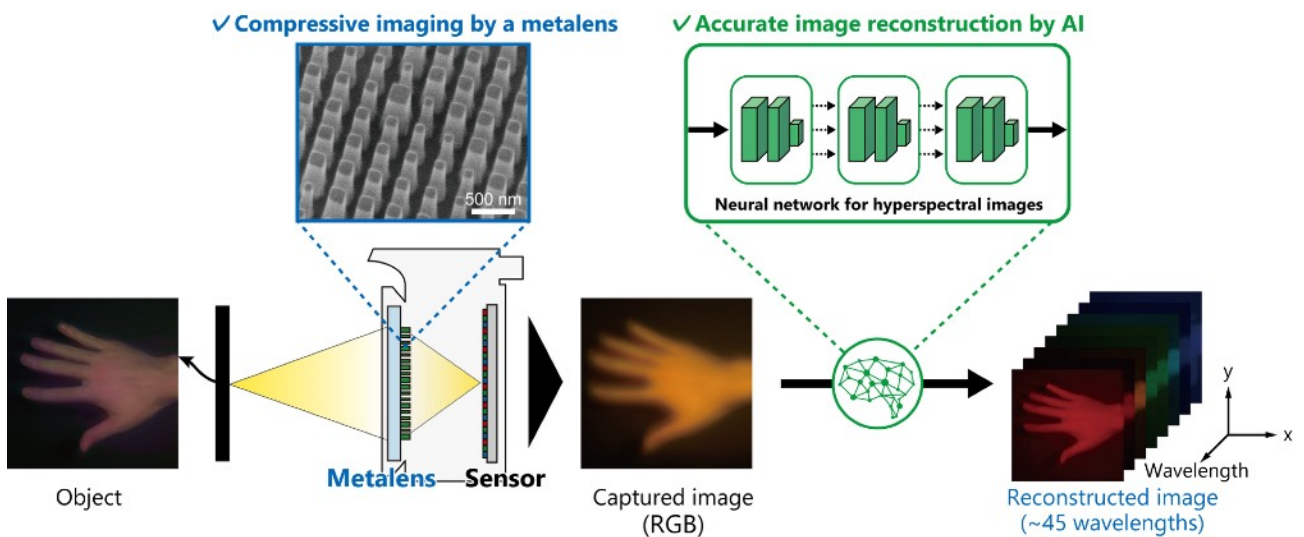 ✓ Compressive imaging by a metalens
✓ Accurate image reconstruction by AI
500 nm
Neural network for hyperspectral images
Metalens
Sensor
Object
Captured image
(RGB)
y
x
Wavelength
Reconstructed image
(~45 wavelengths)